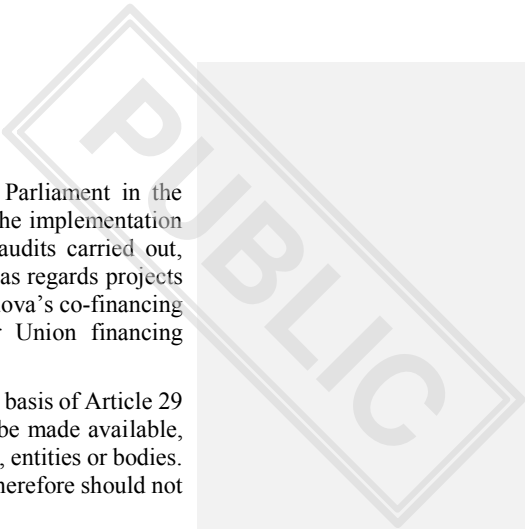 Parliament in the
he implementation
audits carried out,
as regards projects
ova's co-financing
Union financing
basis of Article 29
be made available,
, entities or bodies.
herefore should not
PUBLIC